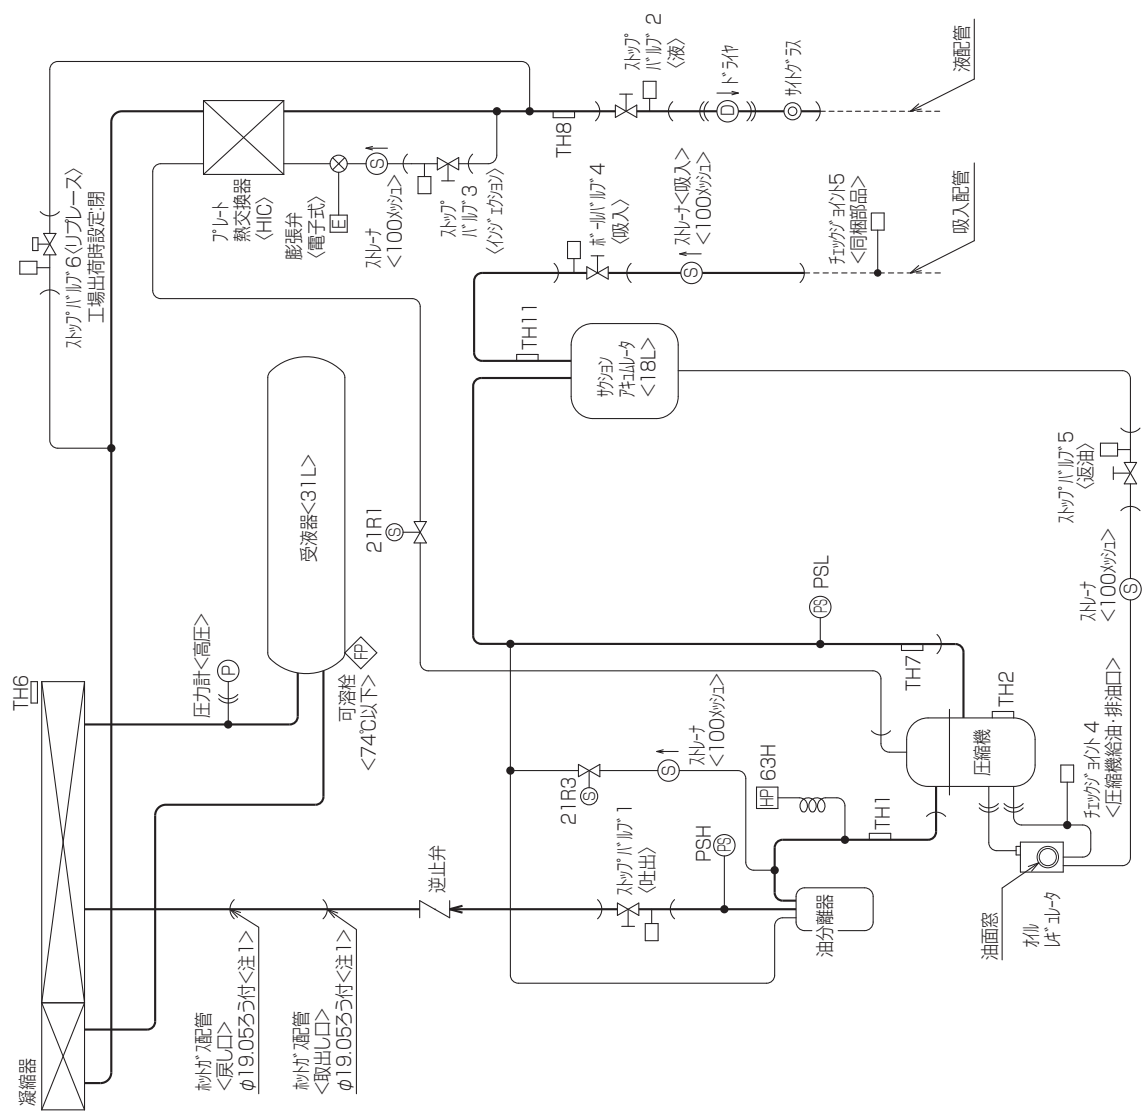 凝縮器
TH6
ﾎｯﾄｶﾞｽ配管
<戻し口>
φ19.05ろう付<注1>
ﾎｯﾄｶﾞｽ配管
<取出し口>
φ19.05ろう付<注1>
逆止弁
圧力計<高圧>
P
受液器<31L>
FP
可溶栓
<74℃以下>
ｽﾄｯﾌﾟﾊﾞﾙﾌﾞ6<ﾘﾌﾟﾚｰｽ>
工場出荷時設定:閉
ﾌﾟﾚｰﾄ
熱交換器
<HIC>
膨張弁
<電子式>
E
S
ｽﾄﾚｰﾅ
<100ﾒｯｼｭ>
ｽﾄｯﾌﾟ
ﾊﾞﾙﾌﾞ3
<ｲﾝｼﾞｪｸｼｮﾝ>
TH8
ｽﾄｯﾌﾟ
ﾊﾞﾙﾌﾞ2
<液>
D
ﾄﾞﾗｲﾔ
ｻｲﾄｸﾞﾗｽ
液配管
ﾎﾞｰﾙﾊﾞﾙﾌﾞ4
<吸入>
ｽﾄﾚｰﾅ<吸入>
<100ﾒｯｼｭ>
S
ﾁｪｯｸｼﾞｮｲﾝﾄ5
<同梱部品>
吸入配管
TH11
ｻｸｼｮﾝ
ｱｷｭﾑﾚｰﾀ
<18L>
21R1
S
ｽﾄｯﾌﾟﾊﾞﾙﾌﾞ5
<返油>
ｽﾄﾚｰﾅ
<100ﾒｯｼｭ>
S
PS
PSL
TH7
TH2
圧縮機
ﾁｪｯｸｼﾞｮｲﾝﾄ4
<圧縮機給油･排油口>
21R3
S
S
ｽﾄﾚｰﾅ
<100ﾒｯｼｭ>
HP
63H
TH1
ｽﾄｯﾌﾟﾊﾞﾙﾌﾞ1
<吐出>
PSH
PS
油分離器
油面窓
ｵｲﾙ
ﾚｷﾞｭﾚｰﾀ